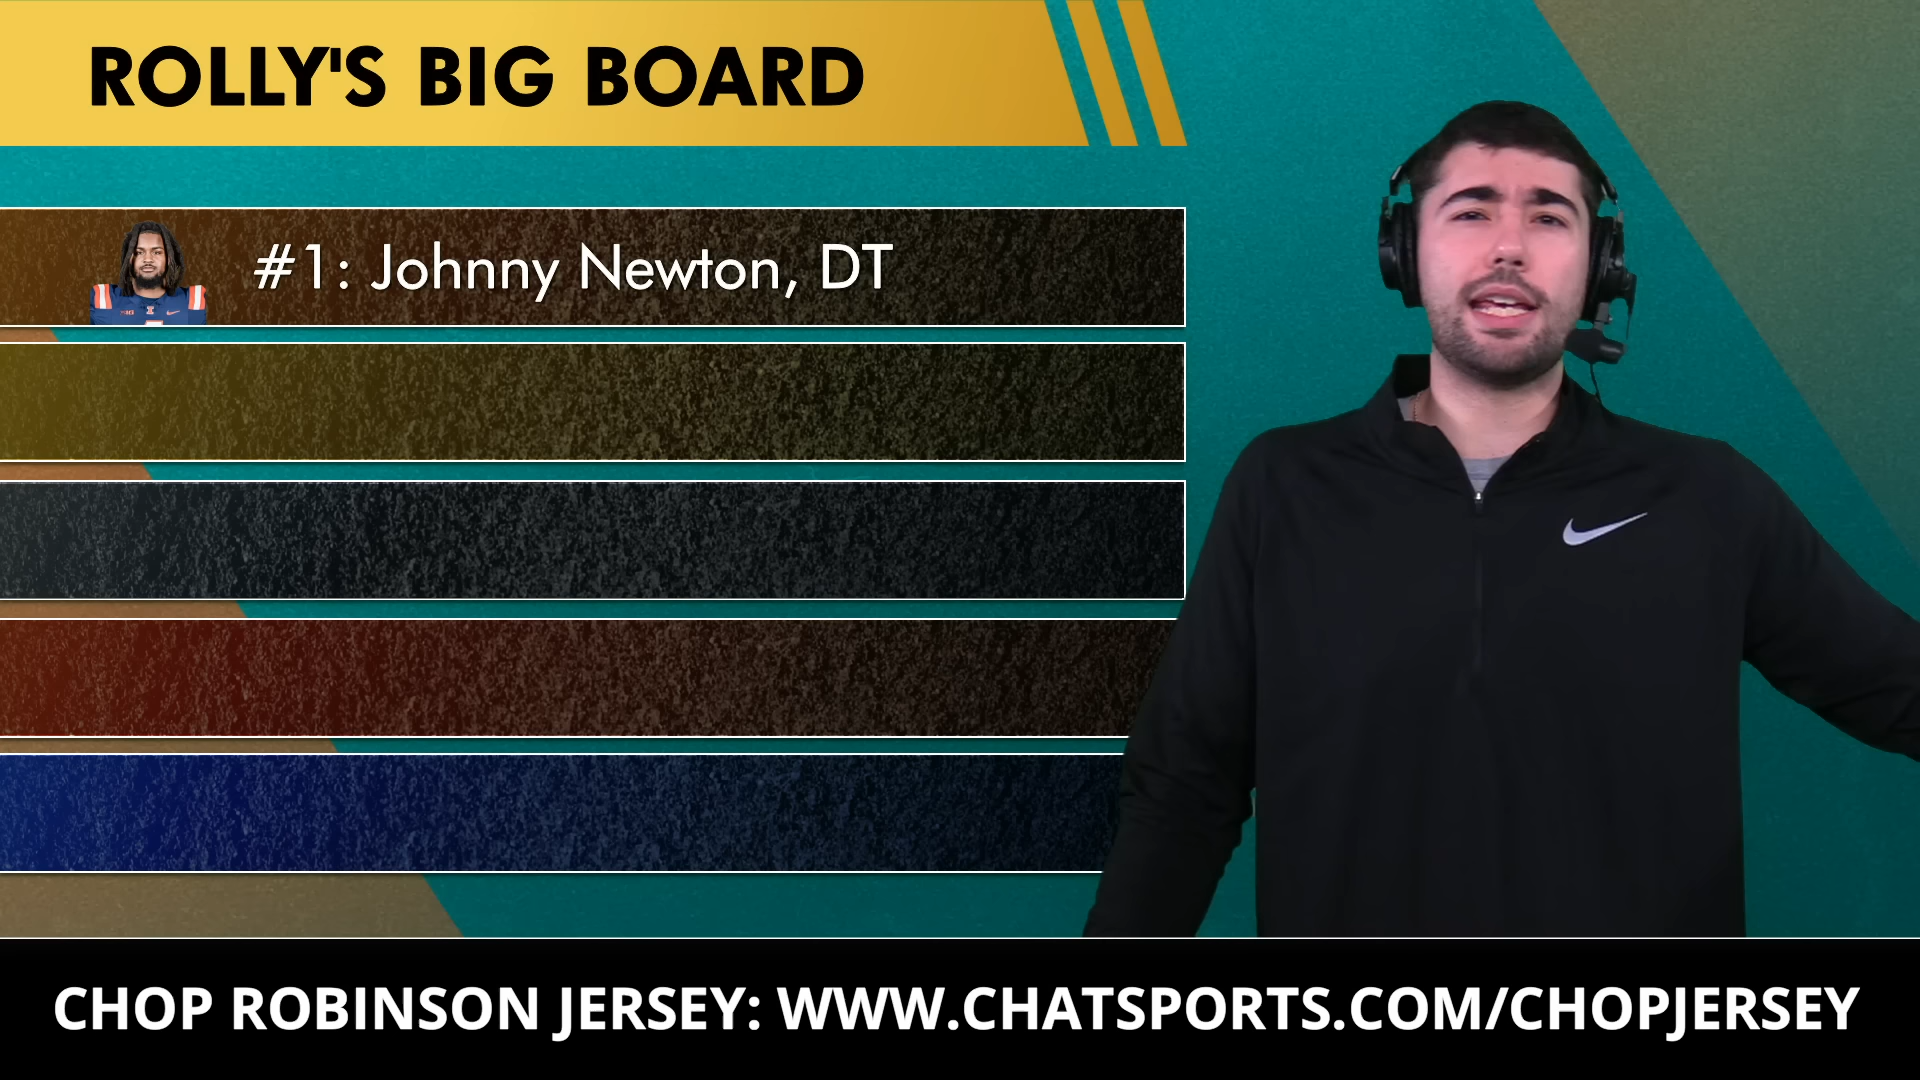 ROLLY'S BIG BOARD
#1: Johnny Newton, DT
CHOP ROBINSON JERSEY: WWW.CHATSPORTS.COM/CHOPJERSEY